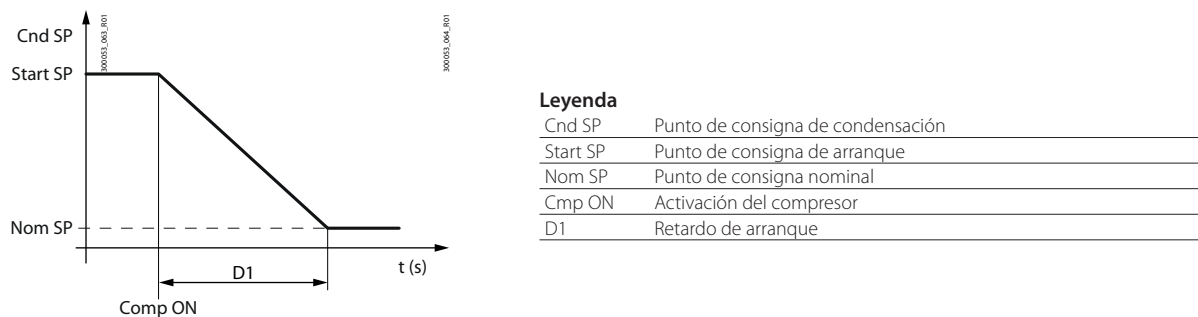 Cnd SP
300053_063_R01
300053_064_R01
Start SP
Nom SP
D1
t (s)
Comp ON
Leyenda
Cnd SP Punto de consigna de condensación
Start SP Punto de consigna de arranque
Nom SP Punto de consigna nominal
Cmp ON Activación del compresor
D1 Retardo de arranque